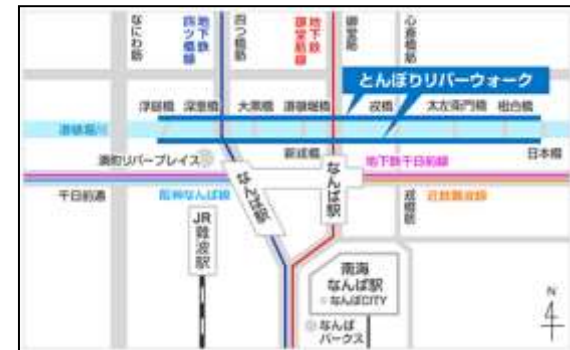 なにわ筋
地下鉄
四ツ橋線
四つ橋筋
地下鉄
御堂筋線
御堂筋
心斎橋筋
とんぼりリバーウォーク
浮庭橋
深里橋
大黒橋
道頓堀橋
戎橋
太左衛門橋
相合橋
道頓堀川
湊町リバープレイス
新戎橋
地下鉄千日前線
日本橋
なんば駅
なんば駅
千日前通
阪神なんば線
戎橋筋
近鉄難波線
JR
難波
駅
南海
なんば駅
なんばCITY
なんば
パークス
N
4